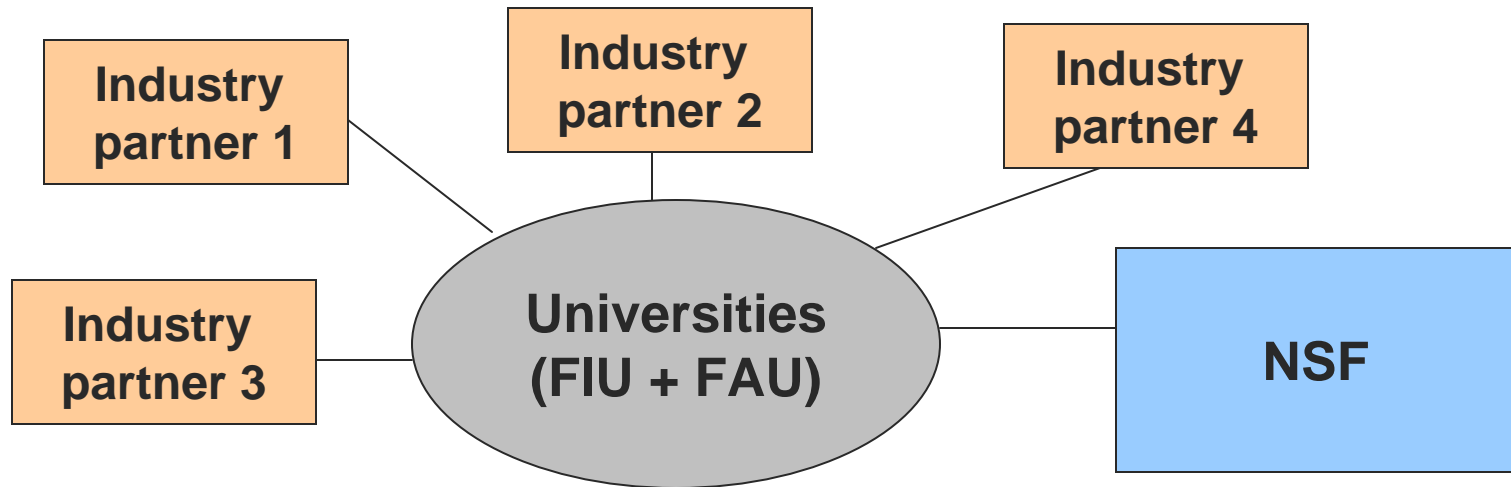 Industry
partner 1
Industry
partner 2
Industry
partner 4
Industry
partner 3
Universities
(FIU + FAU)
NSF